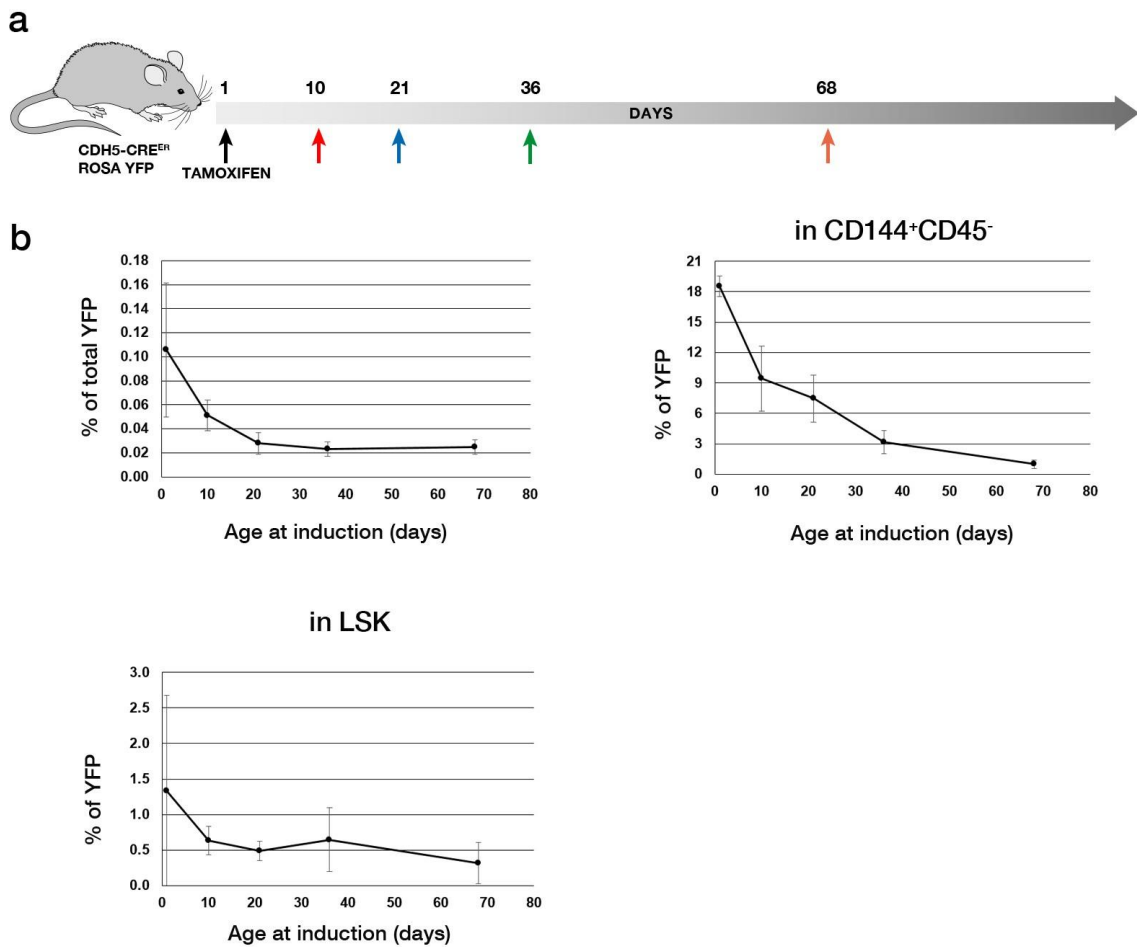 a
1 10 21 36 68
DAYS
CDH5-CREᴱᴿ
ROSA YFP
TAMOXIFEN
b
% of total YFP
0.18
0.16
0.14
0.12
0.10
0.08
0.06
0.04
0.02
0.00
0 10 20 30 40 50 60 70 80
Age at induction (days)
in CD144⁺CD45⁻
% of YFP
21
18
15
12
9
6
3
0
0 10 20 30 40 50 60 70 80
Age at induction (days)
in LSK
% of YFP
3.0
2.5
2.0
1.5
1.0
0.5
0.0
0 10 20 30 40 50 60 70 80
Age at induction (days)